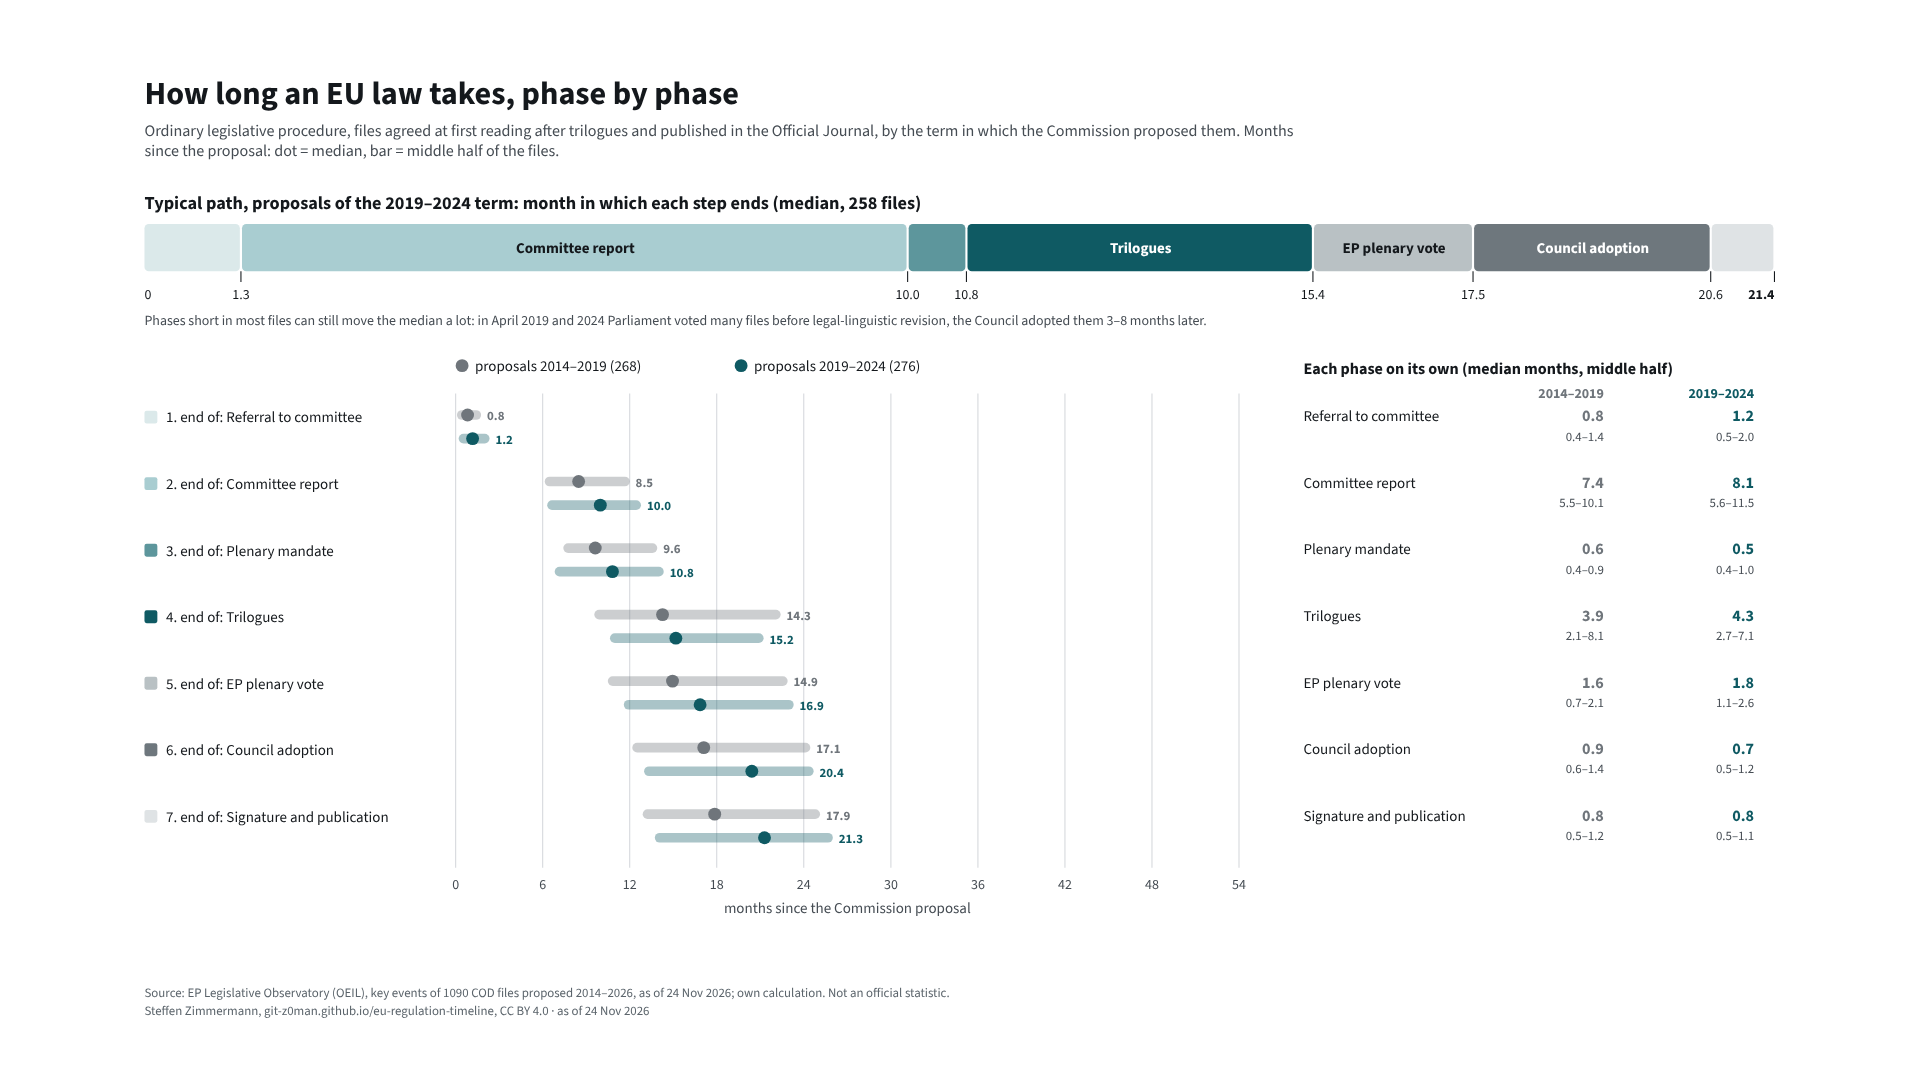 How long an EU law takes, phase by phase
Ordinary legislative procedure, files agreed at first reading after trilogues and published in the Official Journal, by the term in which the Commission proposed them. Months
since the proposal: dot = median, bar = middle half of the files.
Typical path, proposals of the 2019–2024 term: month in which each step ends (median, 258 files)
Committee report Trilogues EP plenary vote Council adoption
0 1.3 10.0 10.8 15.4 17.5 20.6 21.4
Phases short in most files can still move the median a lot: in April 2019 and 2024 Parliament voted many files before legal-linguistic revision, the Council adopted them 3–8 months later.
proposals 2014–2019 (268) proposals 2019–2024 (276)
1. end of: Referral to committee
0.8
1.2
2. end of: Committee report
8.5
10.0
3. end of: Plenary mandate
9.6
10.8
4. end of: Trilogues
14.3
15.2
5. end of: EP plenary vote
14.9
16.9
6. end of: Council adoption
17.1
20.4
7. end of: Signature and publication
17.9
21.3
0 6 12 18 24 30 36 42 48 54
months since the Commission proposal
Each phase on its own (median months, middle half)
2014–2019 2019–2024
Referral to committee 0.8 1.2
0.4–1.4 0.5–2.0
Committee report 7.4 8.1
5.5–10.1 5.6–11.5
Plenary mandate 0.6 0.5
0.4–0.9 0.4–1.0
Trilogues 3.9 4.3
2.1–8.1 2.7–7.1
EP plenary vote 1.6 1.8
0.7–2.1 1.1–2.6
Council adoption 0.9 0.7
0.6–1.4 0.5–1.2
Signature and publication 0.8 0.8
0.5–1.2 0.5–1.1
Source: EP Legislative Observatory (OEIL), key events of 1090 COD files proposed 2014–2026, as of 24 Nov 2026; own calculation. Not an official statistic.
Steffen Zimmermann, git-z0man.github.io/eu-regulation-timeline, CC BY 4.0 · as of 24 Nov 2026